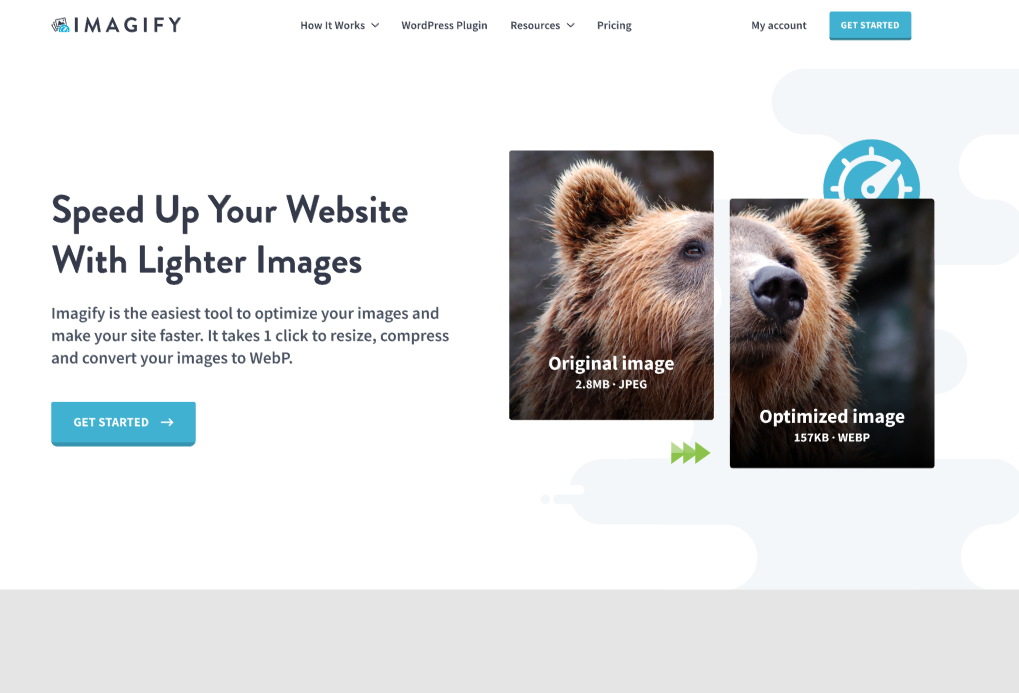 IMAGIFY
How It Works
WordPress Plugin
Resources
Pricing
My account
GET STARTED
Speed Up Your Website
With Lighter Images
Imagify is the easiest tool to optimize your images and
make your site faster. It takes 1 click to resize, compress
and convert your images to WebP.
GET STARTED
Original image
2.8MB · JPEG
Optimized image
157KB · WEBP